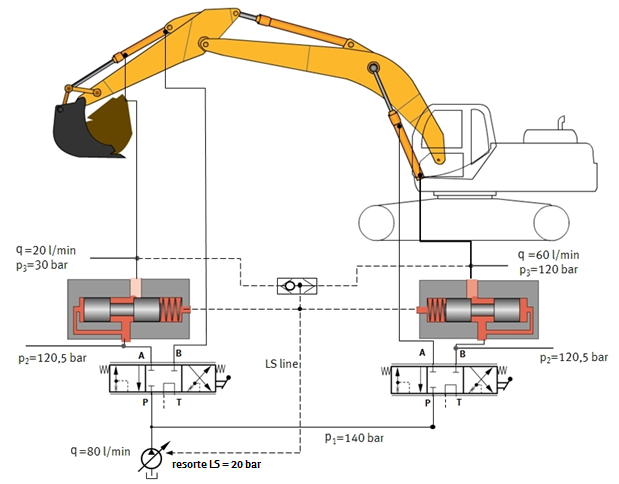 q=20 l/min
p₃=30 bar
q=60 l/min
p₃=120 bar
p₂=120,5 bar
A
B
LS line
A
B
p₂=120,5 bar
P
T
P
T
p₁=140 bar
q=80 l/min
resorte LS = 20 bar